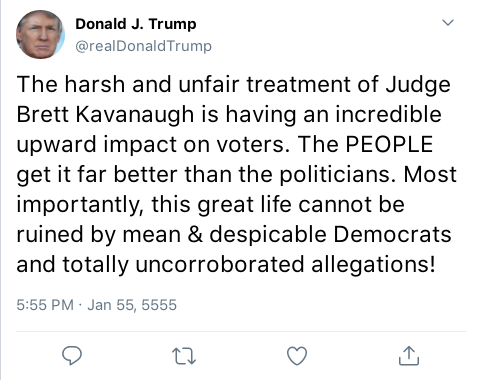 Donald J. Trump
@realDonaldTrump
The harsh and unfair treatment of Judge
Brett Kavanaugh is having an incredible
upward impact on voters. The PEOPLE
get it far better than the politicians. Most
importantly, this great life cannot be
ruined by mean & despicable Democrats
and totally uncorroborated allegations!
5:55 PM · Jan 55, 5555